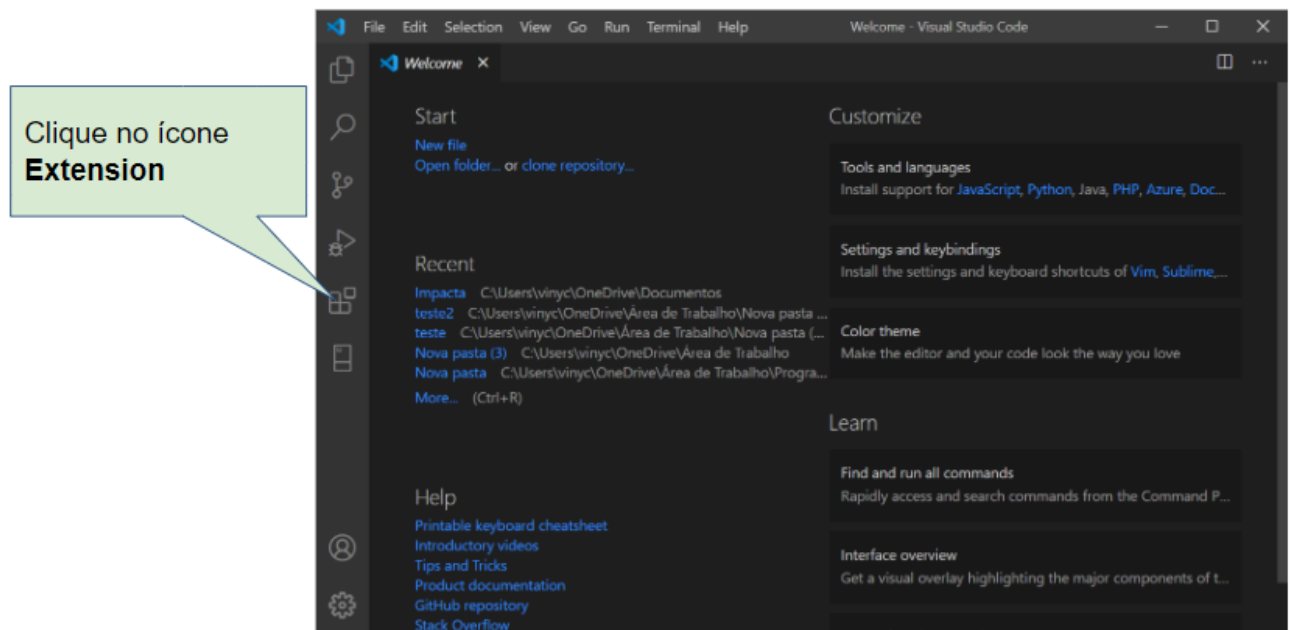 File Edit Selection View Go Run Terminal Help Welcome - Visual Studio Code
Welcome
Clique no ícone
Extension
Start
New file
Open folder... or clone repository...
Recent
Impacta C:\Users\vinyc\OneDrive\Documentos
teste2 C:\Users\vinyc\OneDrive\Área de Trabalho\Nova pasta ...
teste C:\Users\vinyc\OneDrive\Área de Trabalho\Nova pasta (...
Nova pasta (3) C:\Users\vinyc\OneDrive\Área de Trabalho
Nova pasta C:\Users\vinyc\OneDrive\Área de Trabalho\Progra...
More... (Ctrl+R)
Help
Printable keyboard cheatsheet
Introductory videos
Tips and Tricks
Product documentation
GitHub repository
Stack Overflow
Customize
Tools and languages
Install support for JavaScript, Python, Java, PHP, Azure, Doc...
Settings and keybindings
Install the settings and keyboard shortcuts of Vim, Sublime,...
Color theme
Make the editor and your code look the way you love
Learn
Find and run all commands
Rapidly access and search commands from the Command P...
Interface overview
Get a visual overlay highlighting the major components of t...